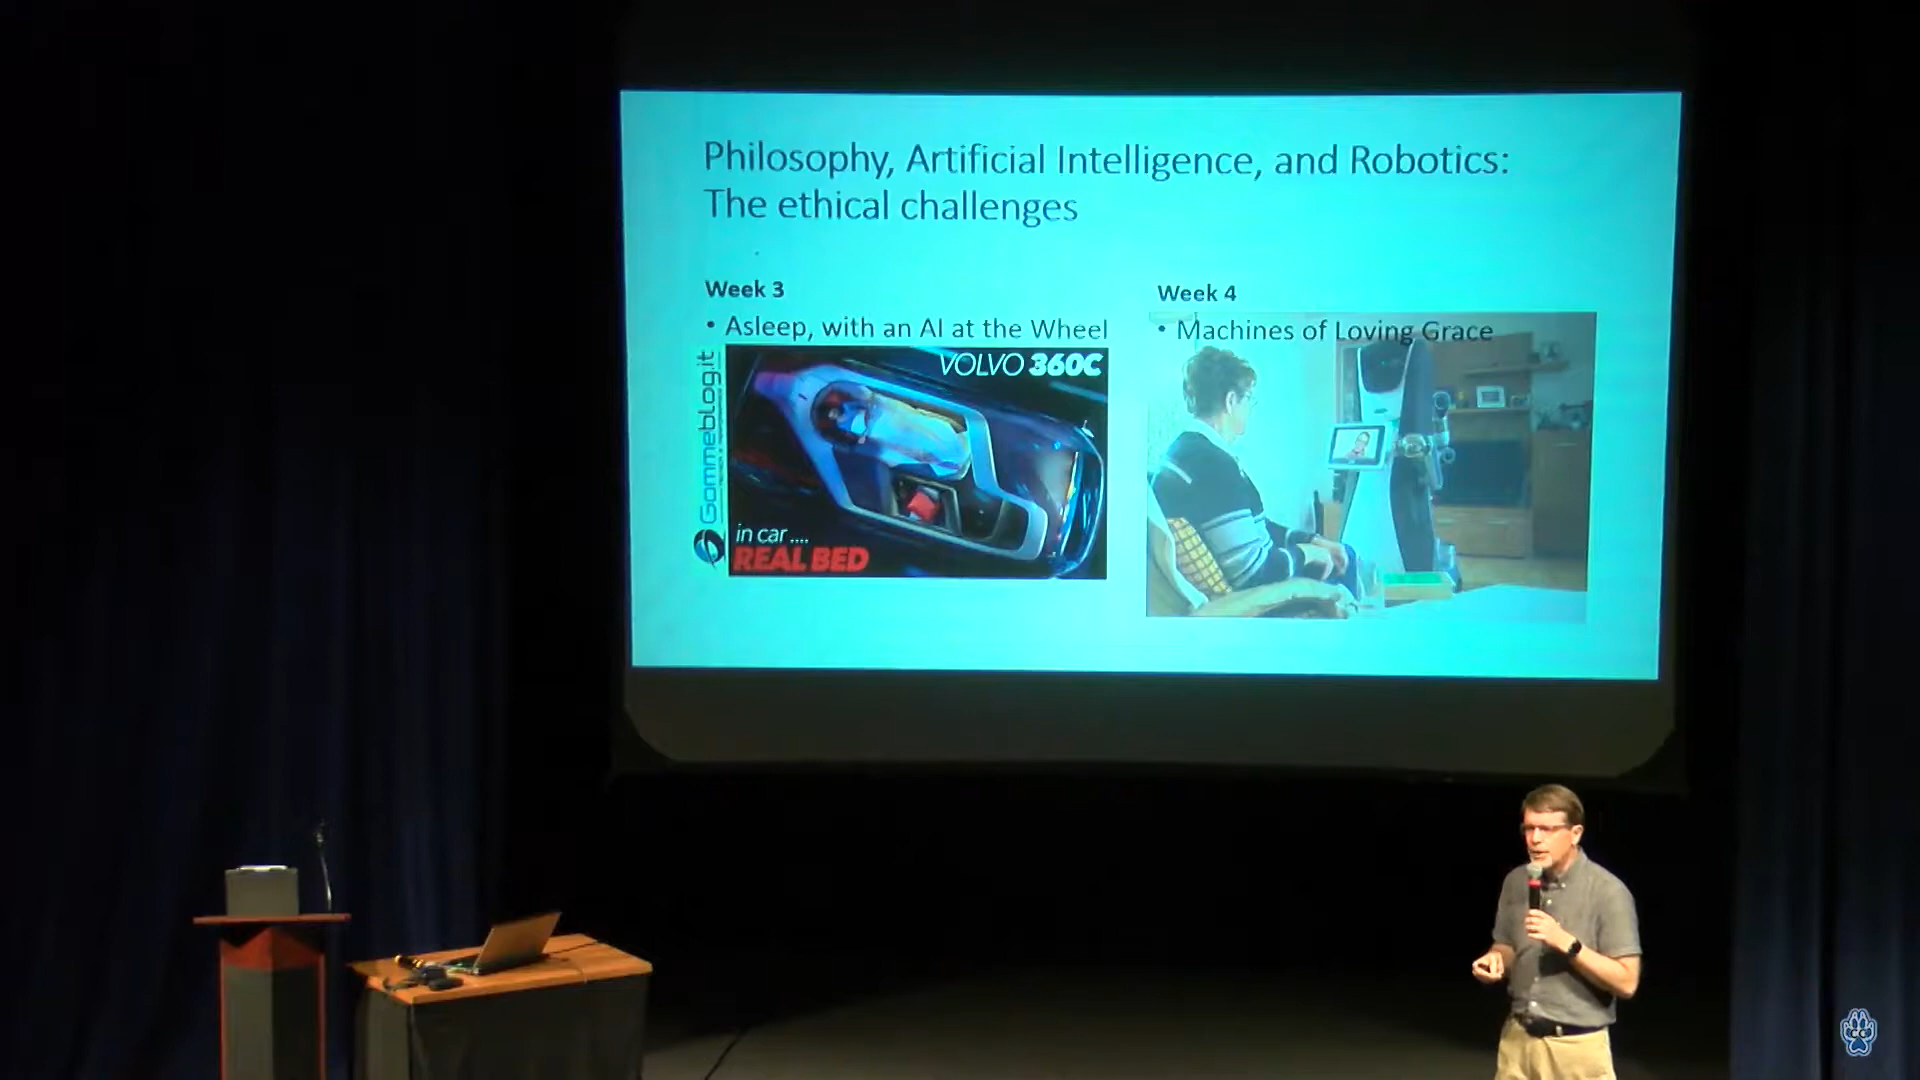 Philosophy, Artificial Intelligence, and Robotics:
The ethical challenges
Week 3
• Asleep, with an AI at the Wheel
Gommeblog.it
VOLVO 360C
in car ....
REAL BED
Week 4
• Machines of Loving Grace